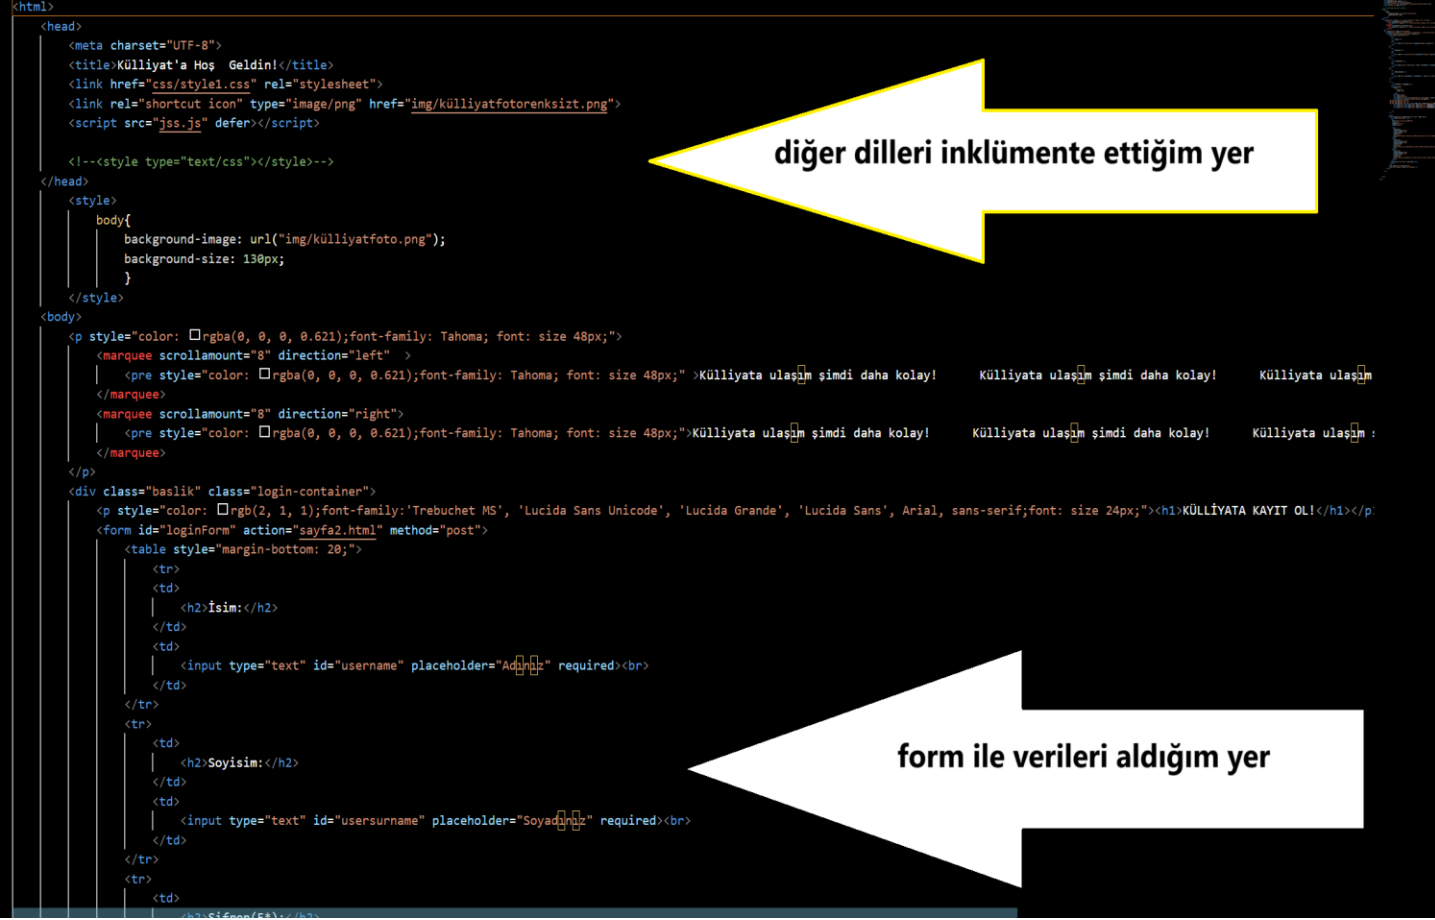 <html>
<head>
<meta charset="UTF-8">
<title>Külliyat'a Hoş  Geldin!</title>
<link href="css/style1.css" rel="stylesheet">
<link rel="shortcut icon" type="image/png" href="img/külliyatfotorenksizt.png">
<script src="jss.js" defer></script>
diğer dilleri inklümente ettiğim yer
<!--<style type="text/css"></style>-->
</head>
<style>
body{
background-image: url("img/külliyatfoto.png");
background-size: 130px;
}
</style>
<body>
<p style="color: rgba(0, 0, 0, 0.621);font-family: Tahoma; font: size 48px;">
<marquee scrollamount="8" direction="left"  >
<pre style="color: rgba(0, 0, 0, 0.621);font-family: Tahoma; font: size 48px;" >Külliyata ulaşım şimdi daha kolay!      Külliyata ulaşım şimdi daha kolay!      Külliyata ulaşım
</marquee>
<marquee scrollamount="8" direction="right">
<pre style="color: rgba(0, 0, 0, 0.621);font-family: Tahoma; font: size 48px;">Külliyata ulaşım şimdi daha kolay!      Külliyata ulaşım şimdi daha kolay!      Külliyata ulaşım
</marquee>
</p>
<div class="baslik" class="login-container">
<p style="color: rgb(2, 1, 1);font-family:'Trebuchet MS', 'Lucida Sans Unicode', 'Lucida Grande', 'Lucida Sans', Arial, sans-serif;font: size 24px;"><h1>KÜLLİYATA KAYIT OL!</h1></p
<form id="loginForm" action="sayfa2.html" method="post">
<table style="margin-bottom: 20;">
<tr>
<td>
<h2>İsim:</h2>
</td>
<td>
<input type="text" id="username" placeholder="Adınız" required><br>
</td>
</tr>
<tr>
<td>
form ile verileri aldığım yer
<h2>Soyisim:</h2>
</td>
<td>
<input type="text" id="usersurname" placeholder="Soyadınız" required><br>
</td>
</tr>
<tr>
<td>